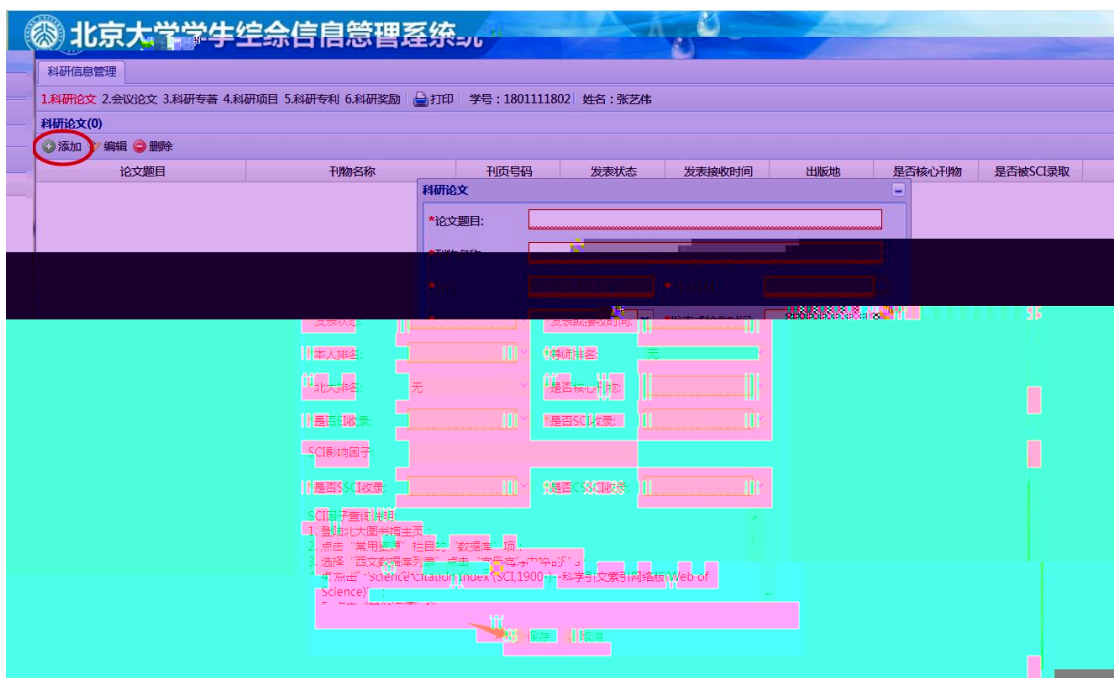 北京大学学生综合信息管理系统
科研信息管理
1.科研论文 2.会议论文 3.科研专著 4.科研项目 5.科研专利 6.科研奖励 打印 学号：1801111802 姓名：张艺伟
科研论文(0)
添加 编辑 删除
论文题目 刊物名称 刊页号码 发表状态 发表接收时间 出版地 是否核心刊物 是否被SCI录取
科研论文
*论文题目:
*刊物名称:
发表状态: 发表或接收时间:
*本人排名: 导师排名: 无
*北大排名: 无 *是否核心刊物:
*是否EI收录: *是否SCI收录:
SCI影响因子:
*是否SSCI收录: *是否CSSCI收录:
SCI因子查询说明
1. 登陆北大图书馆主页；
2. 点击“常用资源”栏目的“数据库”项；
3. 选择“西文数据库列表”点击
4. 点击“Science Citation Index (SCI,1900-)--科学引文索引网络版(Web of
Science)”；
保存 取消